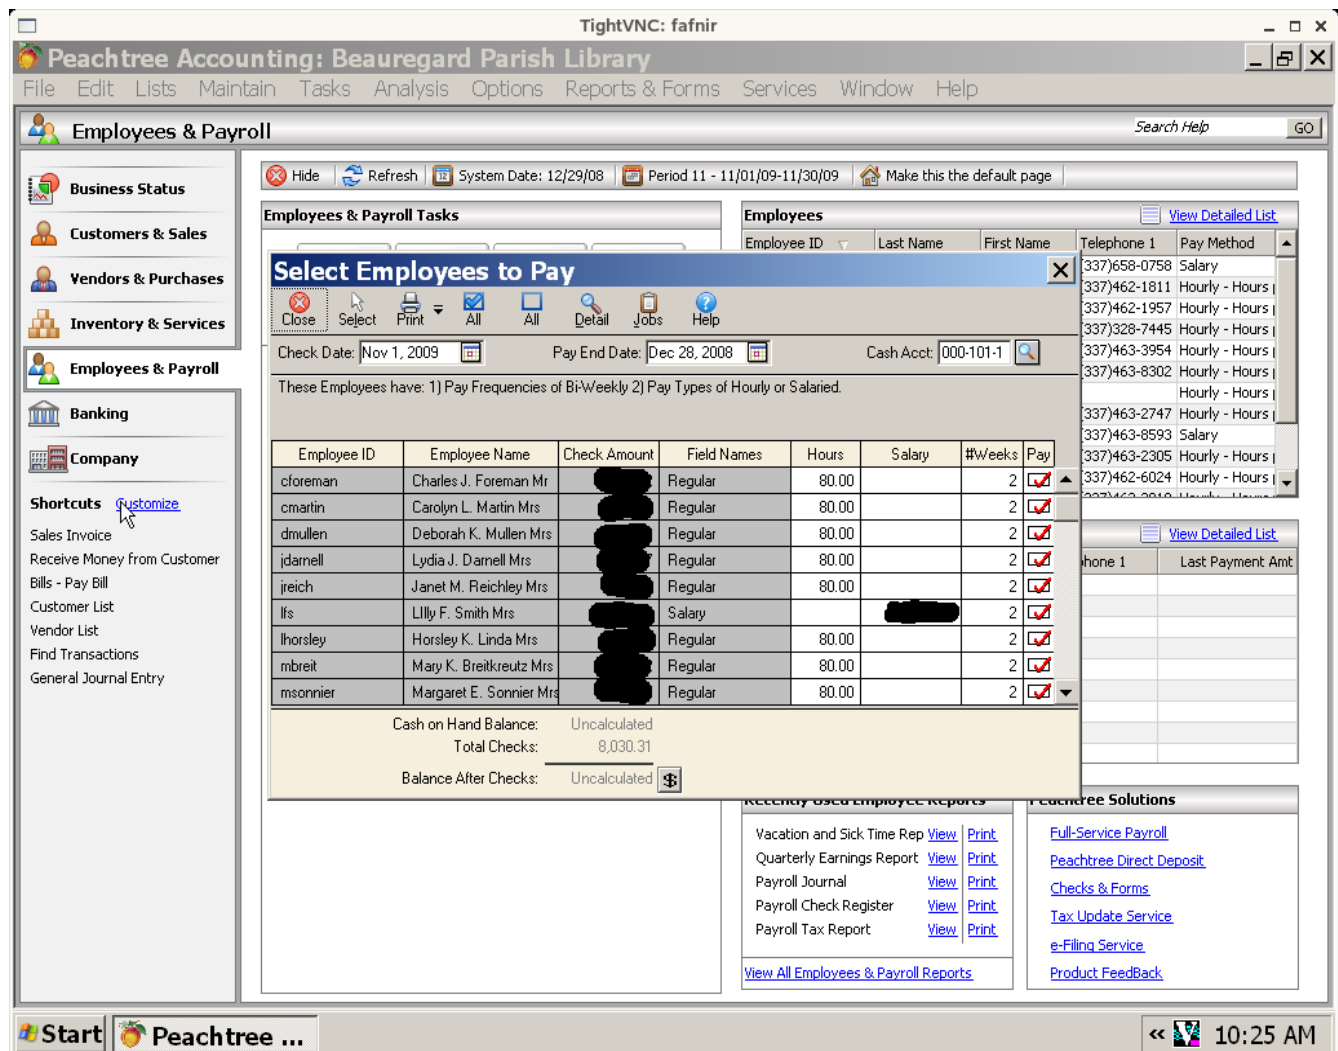 TightVNC: fafnir
Peachtree Accounting: Beauregard Parish Library
File Edit Lists Maintain Tasks Analysis Options Reports & Forms Services Window Help
Employees & Payroll
Search Help GO
Business Status
Customers & Sales
Vendors & Purchases
Inventory & Services
Employees & Payroll
Banking
Company
Shortcuts Customize
Sales Invoice
Receive Money from Customer
Bills - Pay Bill
Customer List
Vendor List
Find Transactions
General Journal Entry
Hide Refresh System Date: 12/29/08 Period 11 - 11/01/09-11/30/09 Make this the default page
Employees & Payroll Tasks
Employees View Detailed List
Employee ID Last Name First Name Telephone 1 Pay Method
(337)658-0758 Salary
(337)462-1811 Hourly - Hours
(337)462-1957 Hourly - Hours
(337)328-7445 Hourly - Hours
(337)463-3954 Hourly - Hours
(337)463-8302 Hourly - Hours
Hourly - Hours
(337)463-2747 Hourly - Hours
(337)463-8593 Salary
(337)463-2305 Hourly - Hours
(337)462-6024 Hourly - Hours
View Detailed List
hone 1 Last Payment Amt
Select Employees to Pay
Close Select Print All All Detail Jobs Help
Check Date: Nov 1, 2009 Pay End Date: Dec 28, 2008 Cash Acct: 000-101-1
These Employees have: 1) Pay Frequencies of Bi-Weekly 2) Pay Types of Hourly or Salaried.
Employee ID Employee Name Check Amount Field Names Hours Salary #Weeks Pay
cforeman Charles J. Foreman Mr Regular 80.00 2
cmartin Carolyn L. Martin Mrs Regular 80.00 2
dmullen Deborah K. Mullen Mrs Regular 80.00 2
jdarnell Lydia J. Darnell Mrs Regular 80.00 2
jreich Janet M. Reichley Mrs Regular 80.00 2
lfs LIlly F. Smith Mrs Salary 2
lhorsley Horsley K. Linda Mrs Regular 80.00 2
mbreit Mary K. Breitkreutz Mrs Regular 80.00 2
msonnier Margaret E. Sonnier Mrs Regular 80.00 2
Cash on Hand Balance: Uncalculated
Total Checks: 8,030.31
Balance After Checks: Uncalculated
Recently Used Employee Reports
Vacation and Sick Time Rep View Print
Quarterly Earnings Report View Print
Payroll Journal View Print
Payroll Check Register View Print
Payroll Tax Report View Print
View All Employees & Payroll Reports
Peachtree Solutions
Full-Service Payroll
Peachtree Direct Deposit
Checks & Forms
Tax Update Service
e-Filing Service
Product FeedBack
Start Peachtree ... « 10:25 AM